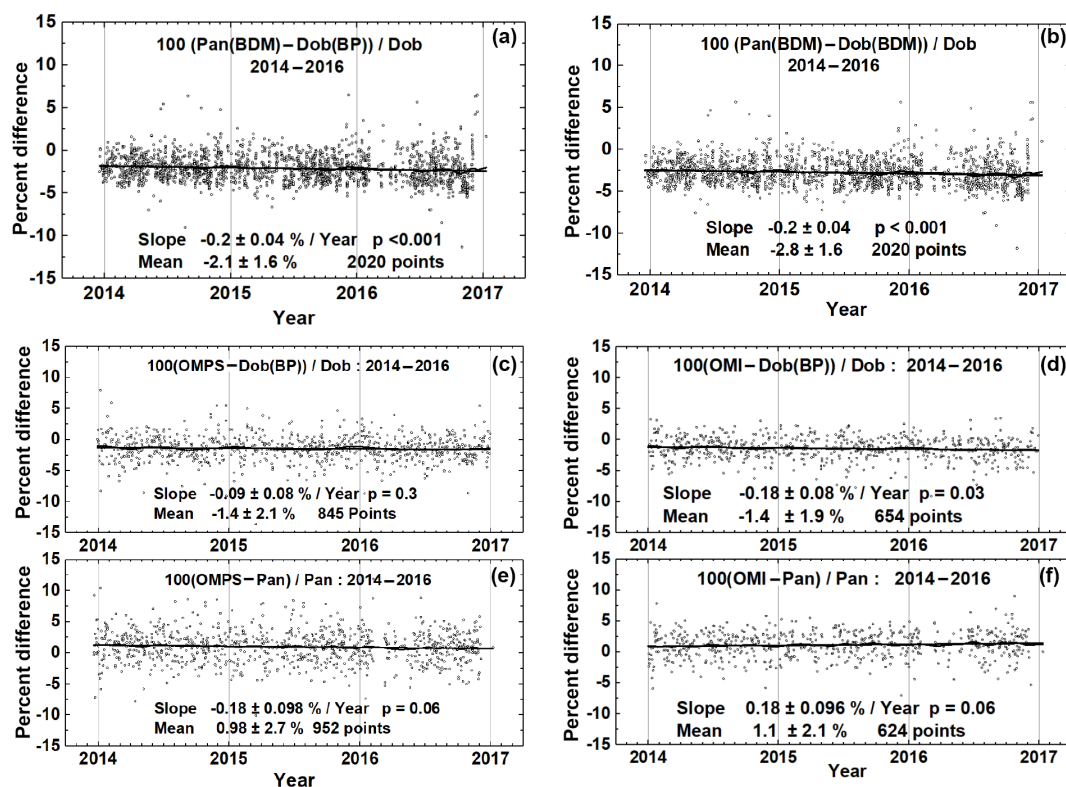 15
10
5
0
-5
-10
15
Percent difference
100 (Pan(BDM)−Dob(BP)) / Dob
2014−2016
(a)
Slope -0.2 ± 0.04 % / Year p <0.001
Mean -2.1 ± 1.6 % 2020 points
2014 2015 2016 2017
Year
15
10
5
0
-5
-10
-15
Percent difference
100 (Pan(BDM)−Dob(BDM)) / Dob
2014−2016
(b)
Slope -0.2 ± 0.04 p < 0.001
Mean -2.8 ± 1.6 2020 points
2014 2015 2016 2017
Year
15
10
5
0
-5
-10
-15
Percent difference
100(OMPS−Dob(BP)) / Dob : 2014−2016
(c)
Slope -0.09 ± 0.08 % / Year p = 0.3
Mean -1.4 ± 2.1 % 845 Points
2014 2015 2016 2017
15
10
5
0
-5
-10
-15
Percent difference
100(OMI−Dob(BP)) / Dob : 2014−2016
(d)
Slope -0.18 ± 0.08 % / Year p = 0.03
Mean -1.4 ± 1.9 % 654 points
2014 2015 2016 2017
15
10
5
0
-5
-10
-15
Percent difference
100(OMPS−Pan) / Pan : 2014−2016
(e)
Slope -0.18 ± 0.098 % / Year p = 0.06
Mean 0.98 ± 2.7 % 952 points
2014 2015 2016 2017
Year
15
10
5
0
-5
-10
15
Percent difference
100(OMI−Pan) / Pan : 2014−2016
(f)
Slope 0.18 ± 0.096 % / Year p = 0.06
Mean 1.1 ± 2.1 % 624 points
2014 2015 2016 2017
Year